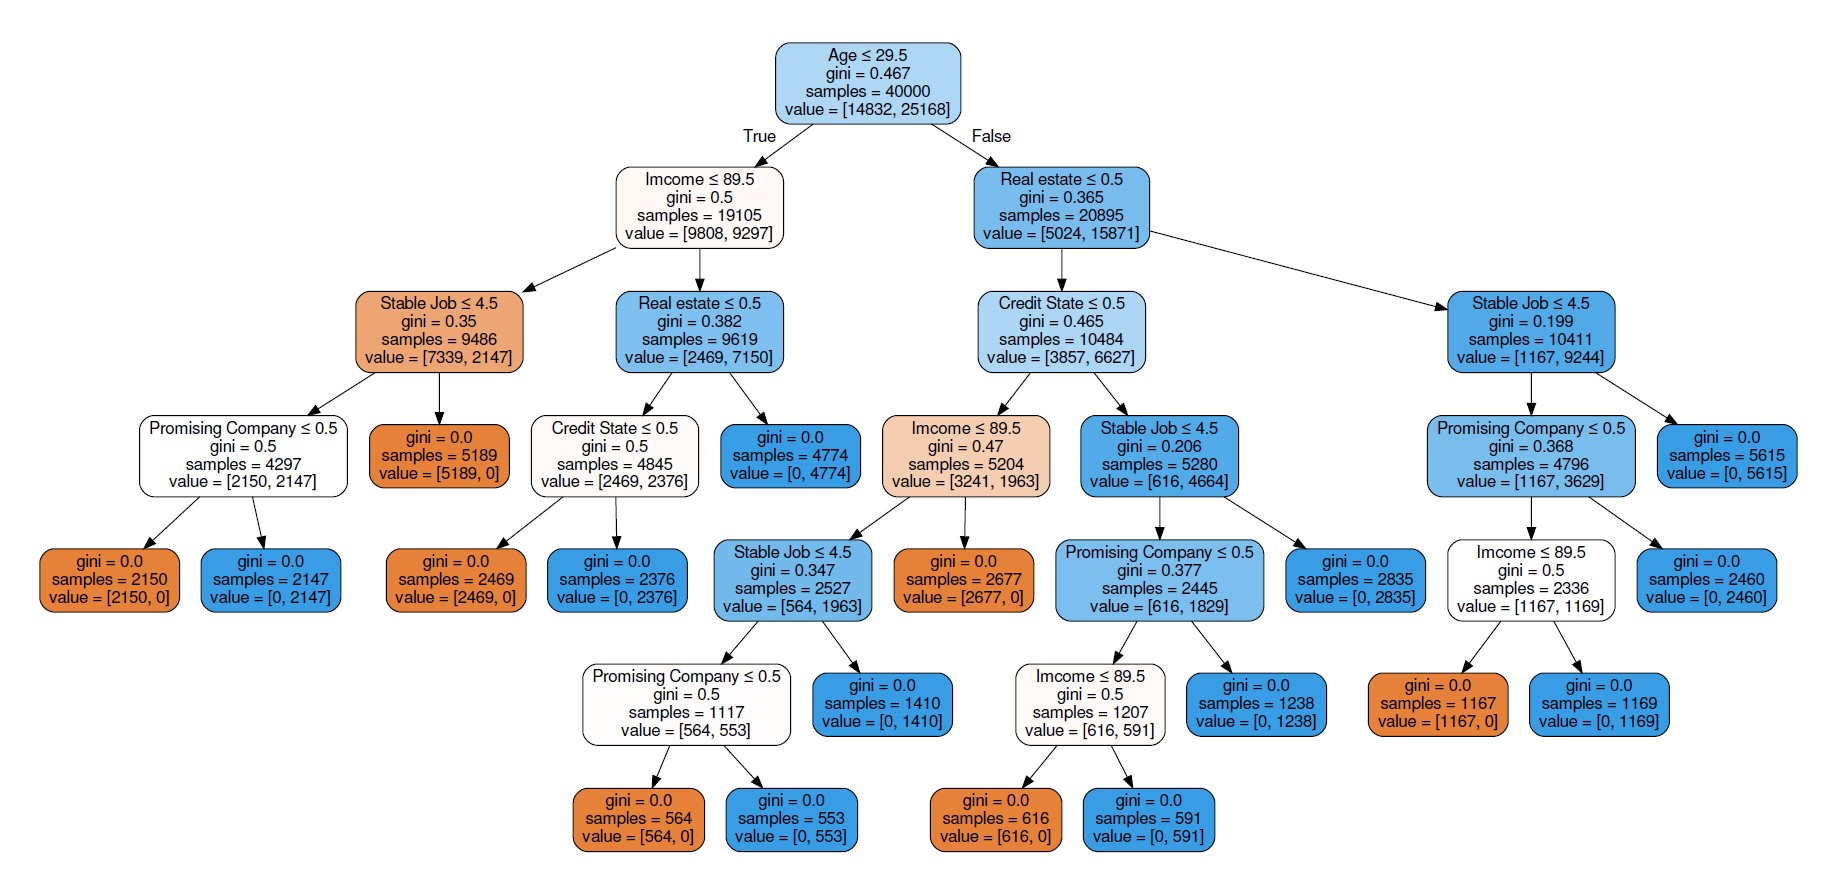 Age ≤ 29.5
gini = 0.467
samples = 40000
value = [14832, 25168]
True
False
Imcome ≤ 89.5
gini = 0.5
samples = 19105
value = [9808, 9297]
Real estate ≤ 0.5
gini = 0.365
samples = 20895
value = [5024, 15871]
Stable Job ≤ 4.5
gini = 0.35
samples = 9486
value = [7339, 2147]
Real estate ≤ 0.5
gini = 0.382
samples = 9619
value = [2469, 7150]
Credit State ≤ 0.5
gini = 0.465
samples = 10484
value = [3857, 6627]
Stable Job ≤ 4.5
gini = 0.199
samples = 10411
value = [1167, 9244]
Promising Company ≤ 0.5
gini = 0.5
samples = 4297
value = [2150, 2147]
gini = 0.0
samples = 5189
value = [5189, 0]
Credit State ≤ 0.5
gini = 0.5
samples = 4845
value = [2469, 2376]
gini = 0.0
samples = 4774
value = [0, 4774]
Imcome ≤ 89.5
gini = 0.47
samples = 5204
value = [3241, 1963]
Stable Job ≤ 4.5
gini = 0.206
samples = 5280
value = [616, 4664]
Promising Company ≤ 0.5
gini = 0.368
samples = 4796
value = [1167, 3629]
gini = 0.0
samples = 5615
value = [0, 5615]
gini = 0.0
samples = 2150
value = [2150, 0]
gini = 0.0
samples = 2147
value = [0, 2147]
gini = 0.0
samples = 2469
value = [2469, 0]
gini = 0.0
samples = 2376
value = [0, 2376]
Stable Job ≤ 4.5
gini = 0.347
samples = 2527
value = [564, 1963]
gini = 0.0
samples = 2677
value = [2677, 0]
Promising Company ≤ 0.5
gini = 0.377
samples = 2445
value = [616, 1829]
gini = 0.0
samples = 2835
value = [0, 2835]
Imcome ≤ 89.5
gini = 0.5
samples = 2336
value = [1167, 1169]
gini = 0.0
samples = 2460
value = [0, 2460]
Promising Company ≤ 0.5
gini = 0.5
samples = 1117
value = [564, 553]
gini = 0.0
samples = 1410
value = [0, 1410]
Imcome ≤ 89.5
gini = 0.5
samples = 1207
value = [616, 591]
gini = 0.0
samples = 1238
value = [0, 1238]
gini = 0.0
samples = 1167
value = [1167, 0]
gini = 0.0
samples = 1169
value = [0, 1169]
gini = 0.0
samples = 564
value = [564, 0]
gini = 0.0
samples = 553
value = [0, 553]
gini = 0.0
samples = 616
value = [616, 0]
gini = 0.0
samples = 591
value = [0, 591]